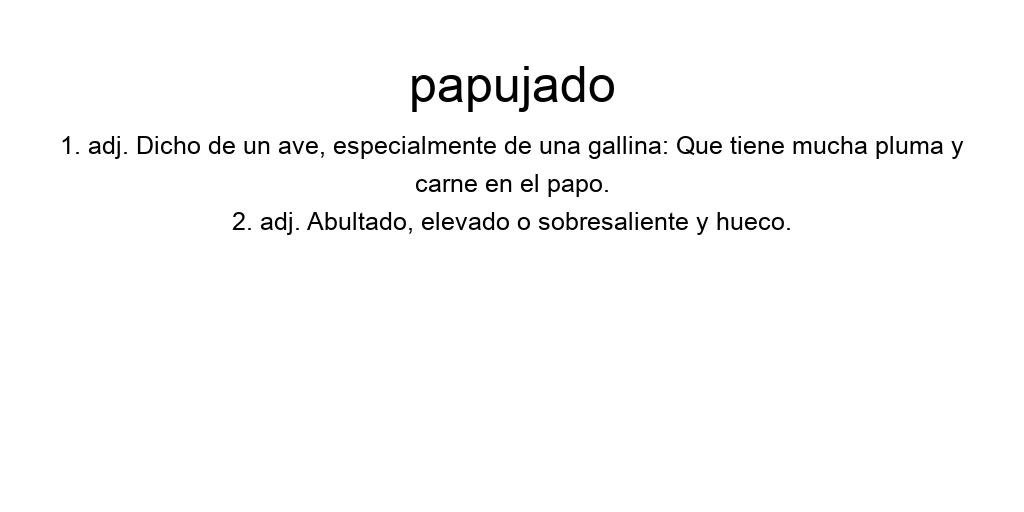 papujado
1. adj. Dicho de un ave, especialmente de una gallina: Que tiene mucha pluma y
carne en el papo.
2. adj. Abultado, elevado o sobresaliente y hueco.